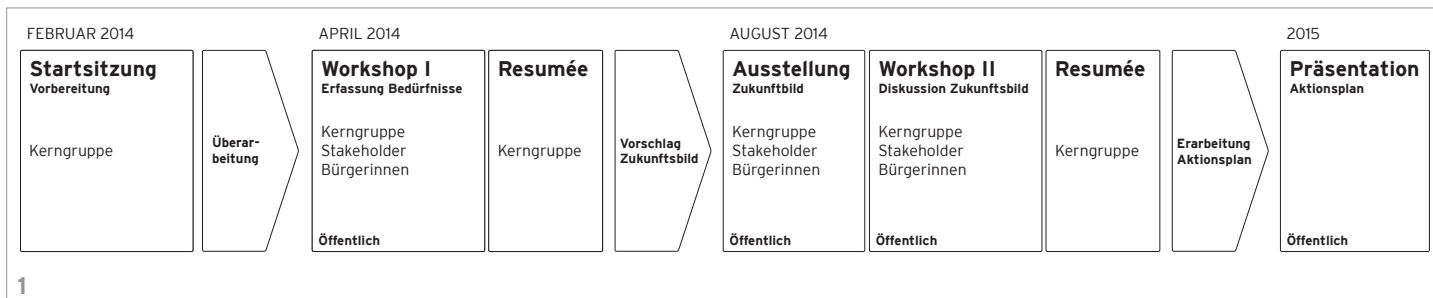 FEBRUAR 2014
Startsitzung
Vorbereitung
Kerngruppe
Überar-
beitung
APRIL 2014
Workshop I
Erfassung Bedürfnisse
Kerngruppe
Stakeholder
Bürgerinnen
Öffentlich
Resumée
Kerngruppe
Vorschlag
Zukunftsbild
AUGUST 2014
Ausstellung
Zukunftbild
Kerngruppe
Stakeholder
Bürgerinnen
Öffentlich
Workshop II
Diskussion Zukunftsbild
Kerngruppe
Stakeholder
Bürgerinnen
Öffentlich
Resumée
Kerngruppe
Erarbeitung
Aktionsplan
2015
Präsentation
Aktionsplan
Öffentlich
1